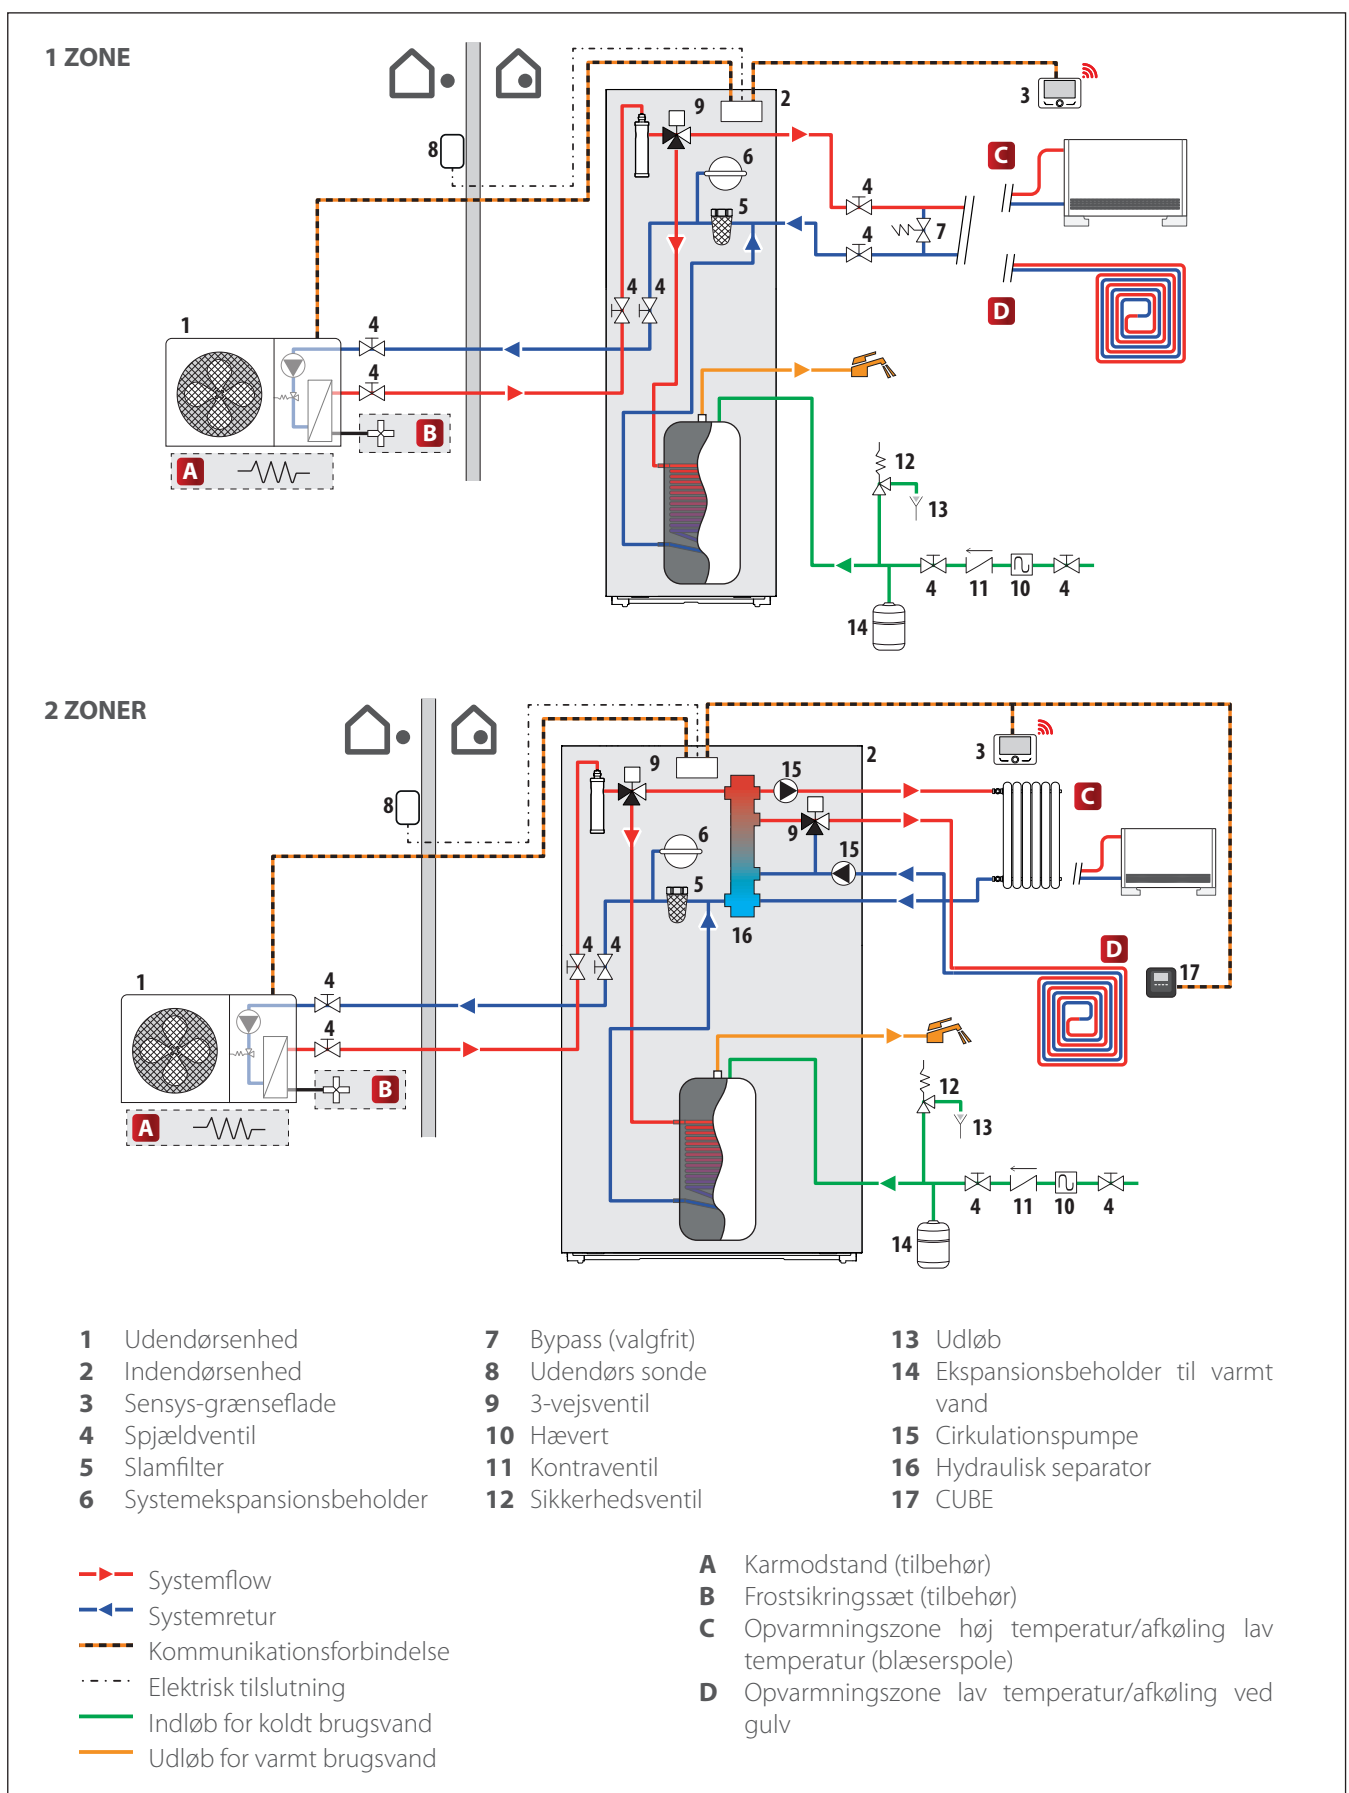 1 ZONE
9
2
3
8
6
C
4
5
4
7
4
4
D
1
4
4
B
A
12
13
4
11
10
4
14
2 ZONER
9
15
2
3
C
8
6
9
15
5
16
4
4
D
17
1
4
4
B
A
12
13
4
11
10
4
14
1 Udendørsenhed
2 Indendørsenhed
3 Sensys-grænseflade
4 Spjældventil
5 Slamfilter
6 Systemekspansionsbeholder
7 Bypass (valgfrit)
8 Udendørs sonde
9 3-vejsventil
10 Hævert
11 Kontraventil
12 Sikkerhedsventil
13 Udløb
14 Ekspansionsbeholder til varmt
vand
15 Cirkulationspumpe
16 Hydraulisk separator
17 CUBE
Systemflow
Systemretur
Kommunikationsforbindelse
Elektrisk tilslutning
Indløb for koldt brugsvand
Udløb for varmt brugsvand
A Karmodstand (tilbehør)
B Frostsikringssæt (tilbehør)
C Opvarmningszone høj temperatur/afkøling lav
temperatur (blæserspole)
D Opvarmningszone lav temperatur/afkøling ved
gulv